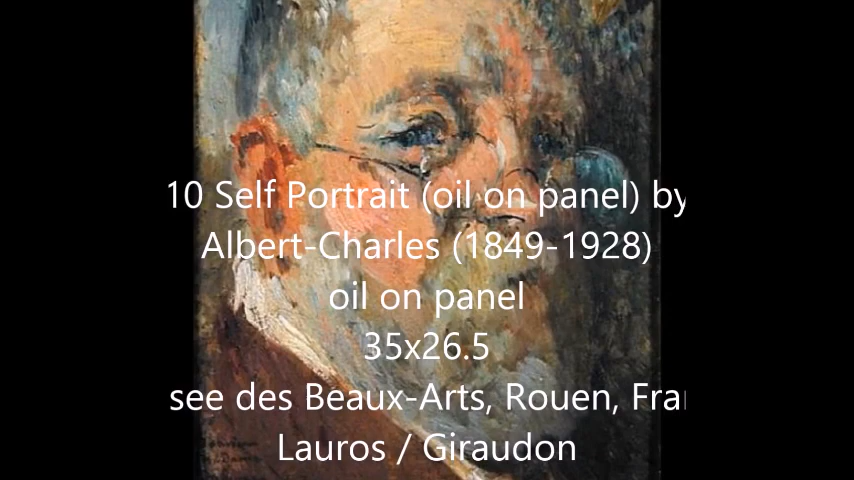 10 Self Portrait (oil on panel) by
Albert-Charles (1849-1928)
oil on panel
35x26.5
see des Beaux-Arts, Rouen, Fra
Lauros / Giraudon